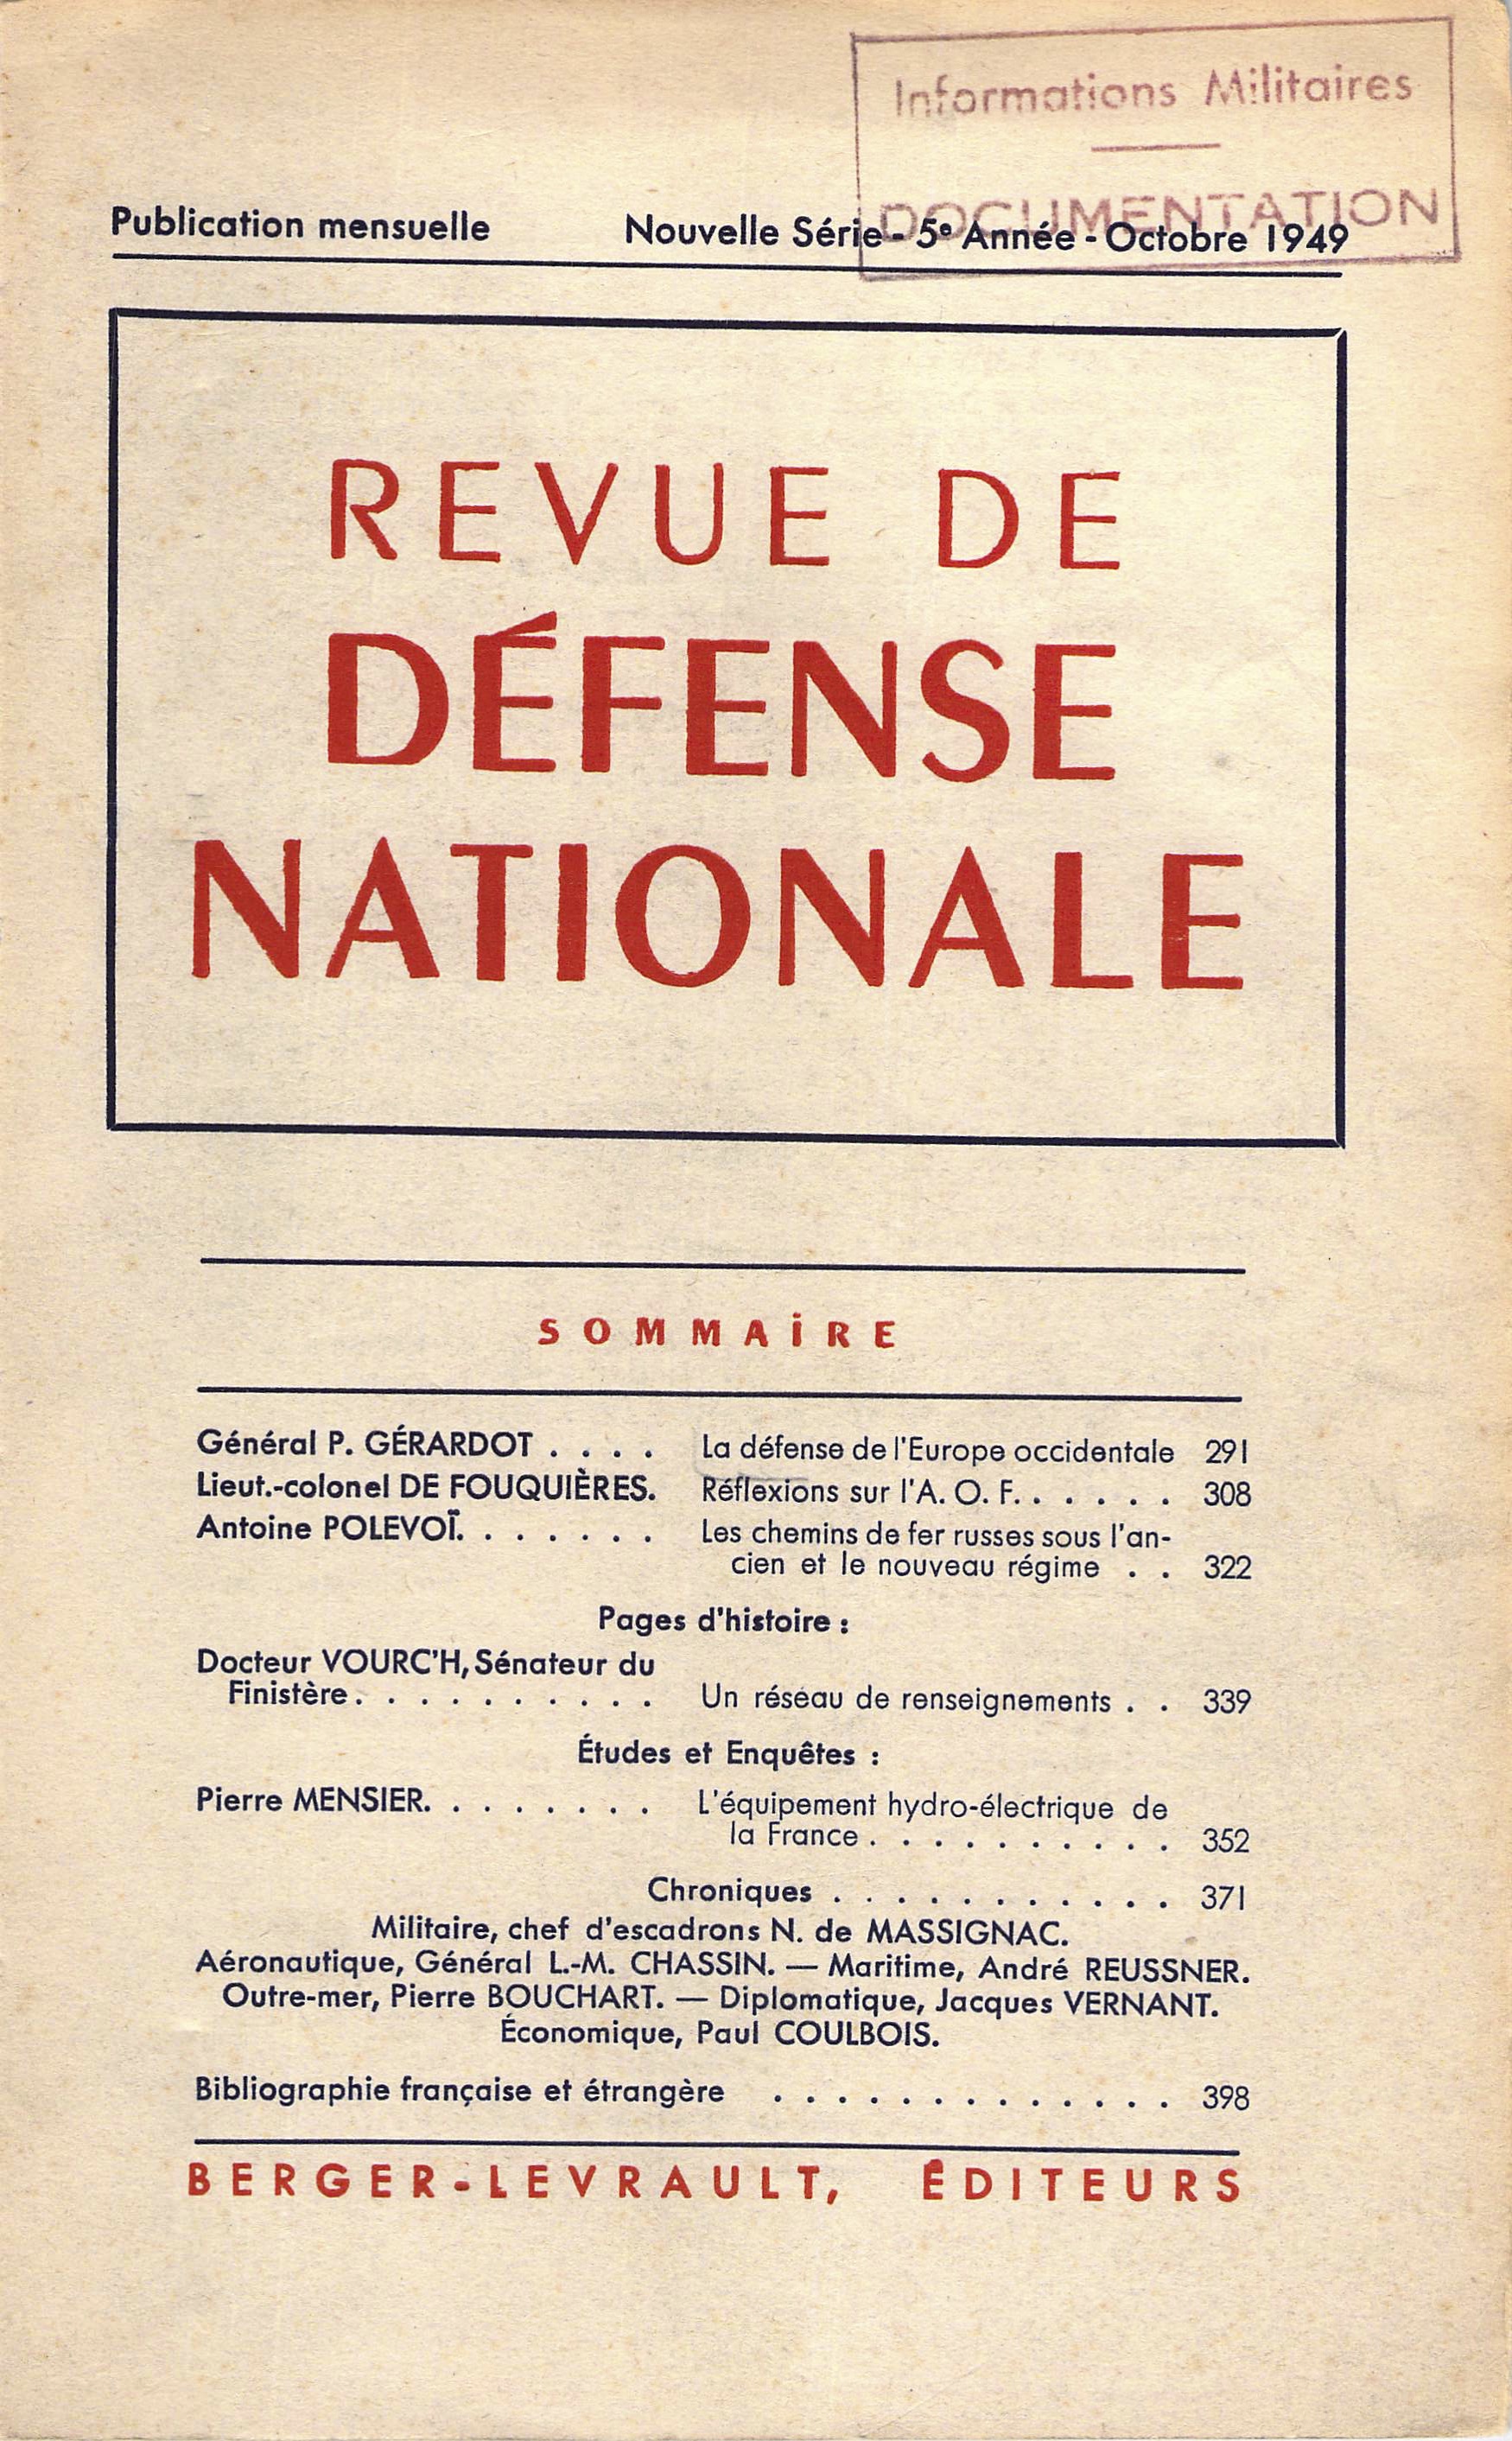 Informations Militaires
DOCUMENTATION
Publication mensuelle Nouvelle Série - 5e Année - Octobre 1949
REVUE DE
DÉFENSE
NATIONALE
SOMMAiRE
Général P. GÉRARDOT . . . . La défense de l'Europe occidentale 291
Lieut.-colonel DE FOUQUIÈRES. Réflexions sur l'A. O. F. . . . . . 308
Antoine POLEVOÏ. . . . . . . Les chemins de fer russes sous l'an-
cien et le nouveau régime . . 322
Pages d'histoire :
Docteur VOURC'H, Sénateur du
Finistère. . . . . . . . . . Un réseau de renseignements . . 339
Études et Enquêtes :
Pierre MENSIER. . . . . . . . L'équipement hydro-électrique de
la France . . . . . . . . . . 352
Chroniques . . . . . . . . . . . 371
Militaire, chef d'escadrons N. de MASSIGNAC.
Aéronautique, Général L.-M. CHASSIN. — Maritime, André REUSSNER.
Outre-mer, Pierre BOUCHART. — Diplomatique, Jacques VERNANT.
Économique, Paul COULBOIS.
Bibliographie française et étrangère . . . . . . . . . . . . . 398
BERGER-LEVRAULT, ÉDITEURS